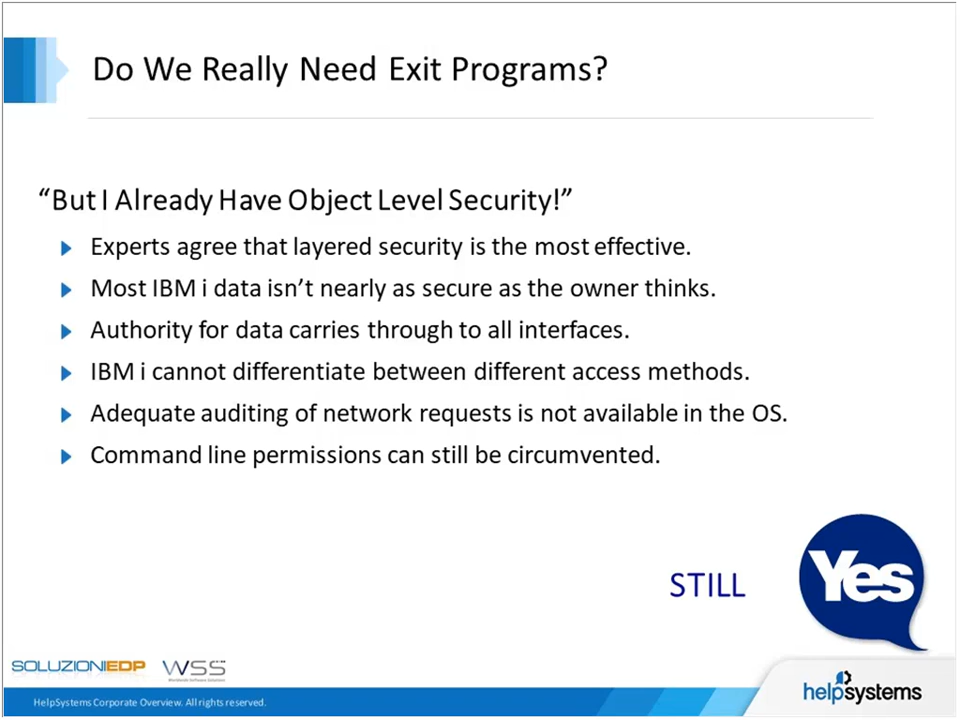 Do We Really Need Exit Programs?
“But I Already Have Object Level Security!”
Experts agree that layered security is the most effective.
Most IBM i data isn’t nearly as secure as the owner thinks.
Authority for data carries through to all interfaces.
IBM i cannot differentiate between different access methods.
Adequate auditing of network requests is not available in the OS.
Command line permissions can still be circumvented.
STILL
Yes
SOLUZIONIEDP
WSS
Worldwide Software Solutions
HelpSystems Corporate Overview. All rights reserved.
helpsystems